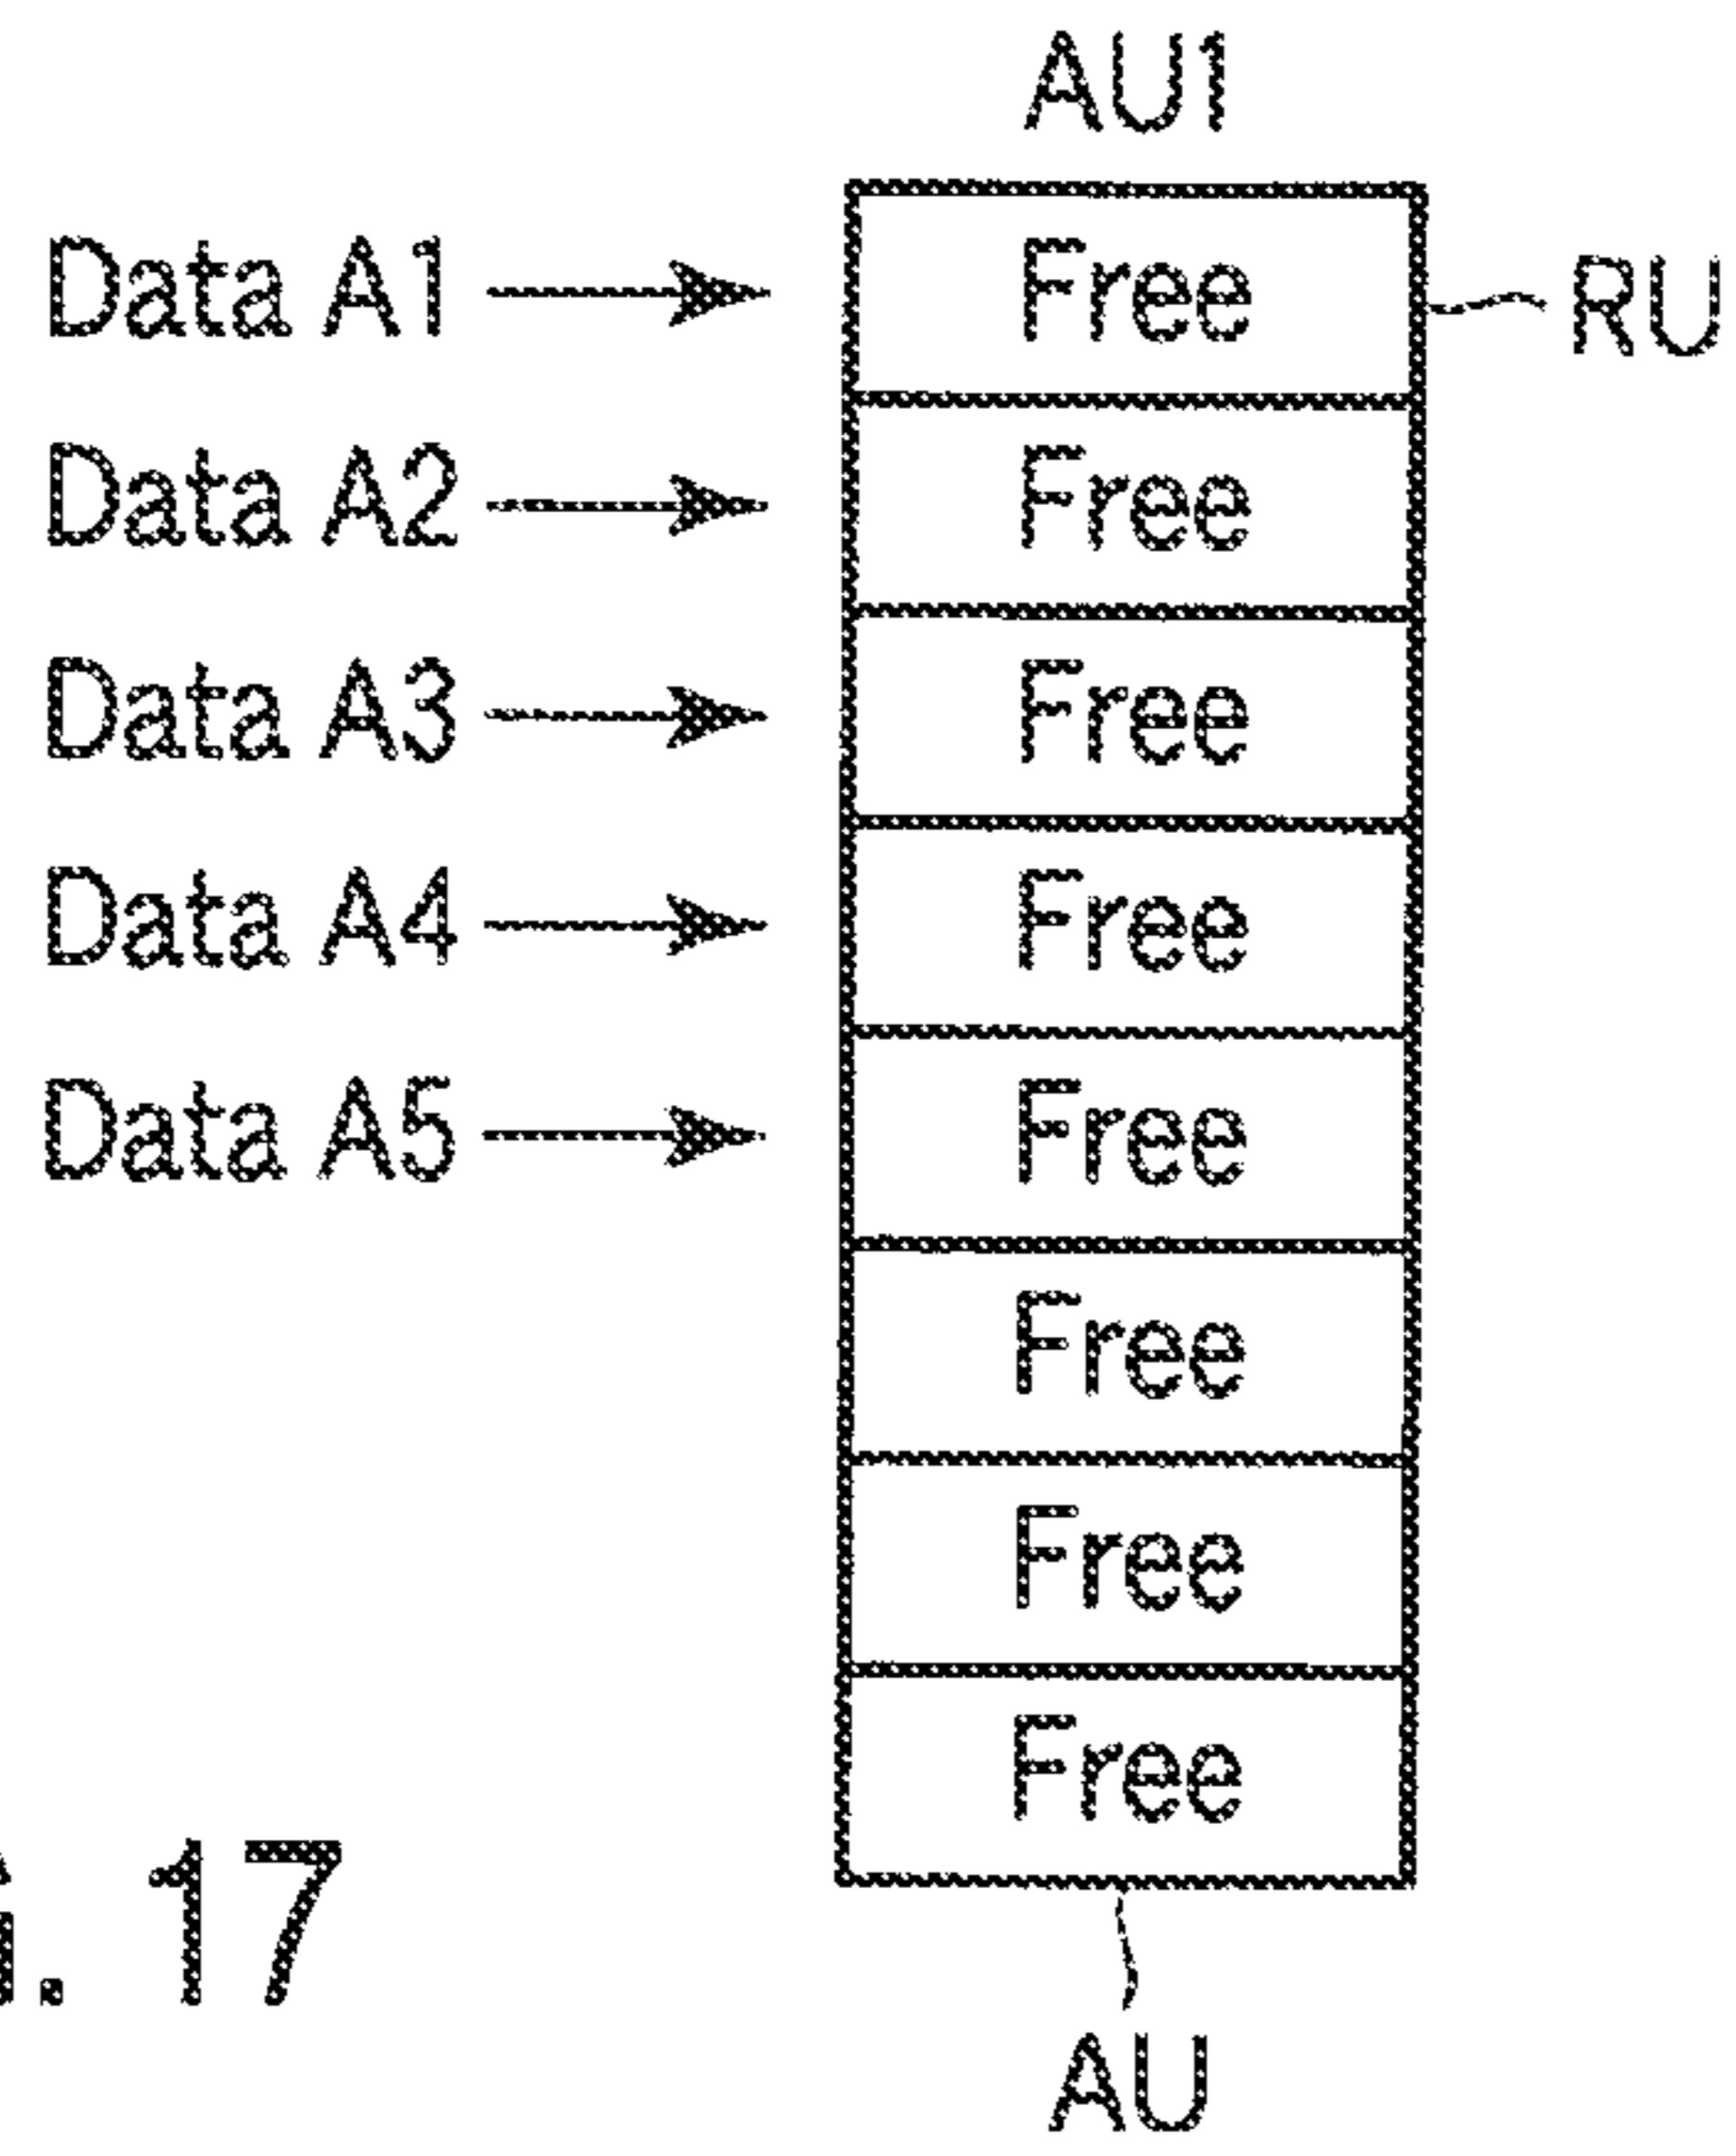 AU1
Data A1 Free RU
Data A2 Free
Data A3 Free
Data A4 Free
Data A5 Free
Free
Free
Free
. 17
AU